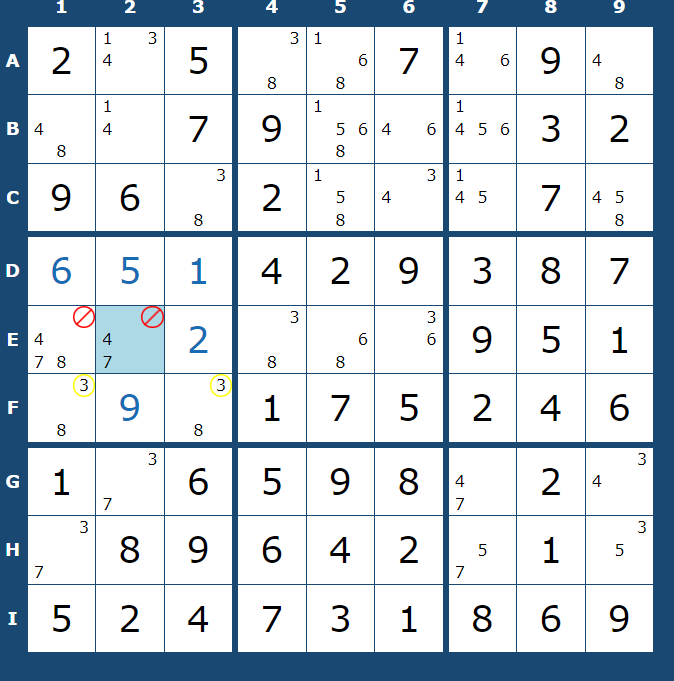 1 2 3 4 5 6 7 8 9
1 3 3 1 1
A 2 4 5 6 7 4 6 9 4
8 8 8
1 1 1
B 4 4 7 9 5 6 4 6 4 5 6 3 2
8 8
3 1 3 1
C 9 6 2 5 4 4 5 7 4 5
8 8 8
D 6 5 1 4 2 9 3 8 7
3 3
E 4 4 2 6 6 9 5 1
7 8 7 8 8
3 3
F 9 1 7 5 2 4 6
8 8
3 3
G 1 6 5 9 8 4 2 4
7 7
3 3
H 8 9 6 4 2 5 1 5
7 7
I 5 2 4 7 3 1 8 6 9